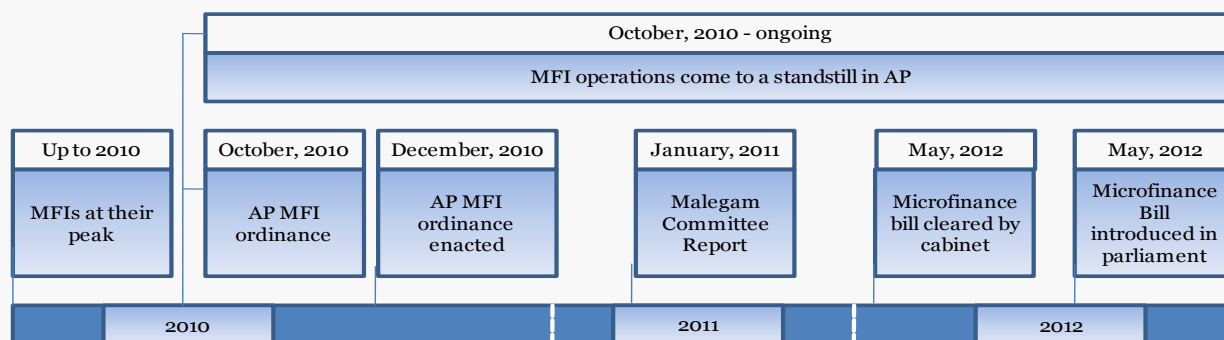 October, 2010 - ongoing
MFI operations come to a standstill in AP
Up to 2010
MFIs at their
peak
October, 2010
AP MFI
ordinance
December, 2010
AP MFI
ordinance
enacted
January, 2011
Malegam
Committee
Report
May, 2012
Microfinance
bill cleared by
cabinet
May, 2012
Microfinance
Bill
introduced in
parliament
2010
2011
2012